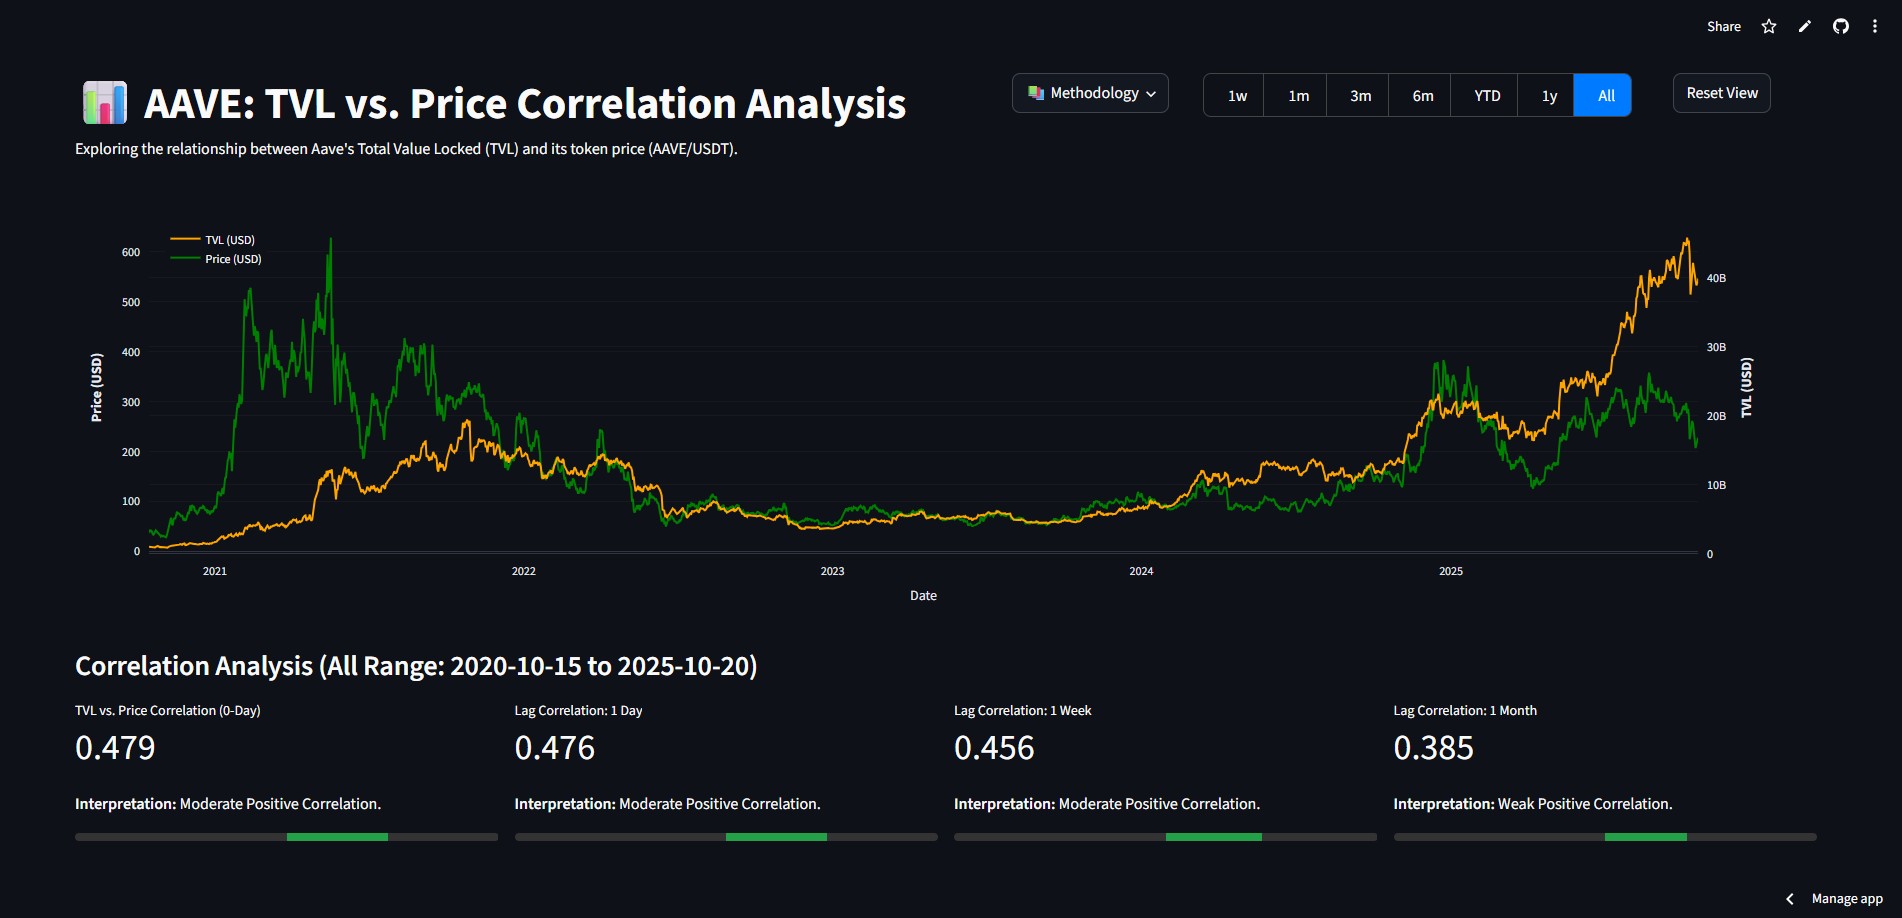 Share
AAVE: TVL vs. Price Correlation Analysis
Methodology
1w 1m 3m 6m YTD 1y All
Reset View
Exploring the relationship between Aave's Total Value Locked (TVL) and its token price (AAVE/USDT).
TVL (USD)
Price (USD)
600
500
400
300
200
100
0
Price (USD)
40B
30B
20B
10B
0
TVL (USD)
2021 2022 2023 2024 2025
Date
Correlation Analysis (All Range: 2020-10-15 to 2025-10-20)
TVL vs. Price Correlation (0-Day)
0.479
Interpretation: Moderate Positive Correlation.
Lag Correlation: 1 Day
0.476
Interpretation: Moderate Positive Correlation.
Lag Correlation: 1 Week
0.456
Interpretation: Moderate Positive Correlation.
Lag Correlation: 1 Month
0.385
Interpretation: Weak Positive Correlation.
Manage app